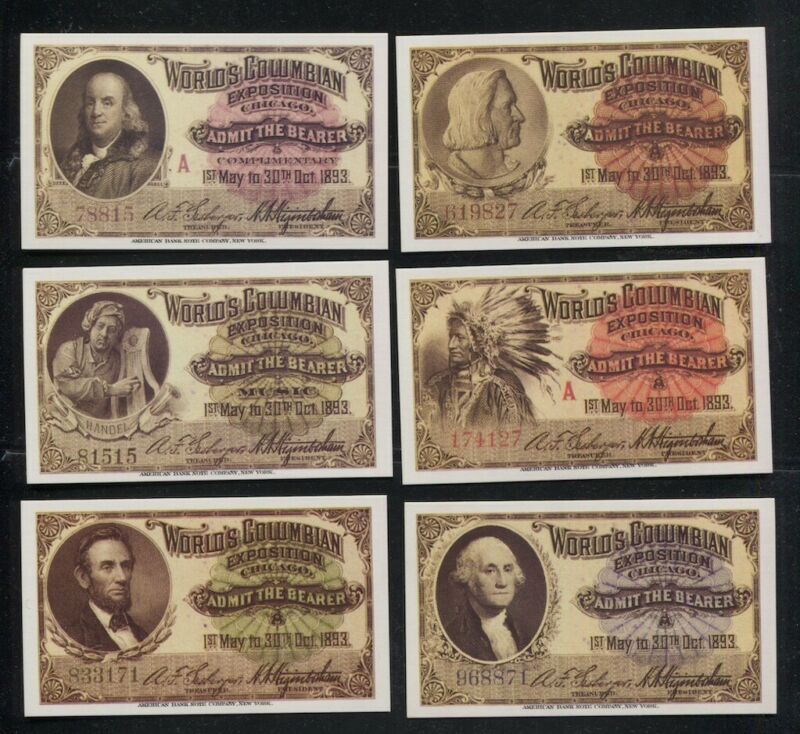 WORLD'S COLUMBIAN
EXPOSITION
CHICAGO,
ADMIT THE BEARER
A
COMPLIMENTARY
1ST May to 30TH Oct. 1893.
78815
TREASURER.
PRESIDENT
AMERICAN BANK NOTE COMPANY, NEW YORK.
WORLD'S COLUMBIAN
EXPOSITION
CHICAGO,
ADMIT THE BEARER
1ST May to 30TH Oct. 1893.
619827
TREASURER.
PRESIDENT
AMERICAN BANK NOTE COMPANY, NEW YORK.
WORLD'S COLUMBIAN
EXPOSITION
CHICAGO,
ADMIT THE BEARER
MUSIC
1ST May to 30TH Oct. 1893.
HANDEL
81515
TREASURER.
PRESIDENT
AMERICAN BANK NOTE COMPANY, NEW YORK.
WORLD'S COLUMBIAN
EXPOSITION
CHICAGO,
ADMIT THE BEARER
A
1ST May to 30TH Oct. 1893.
174127
TREASURER.
PRESIDENT
AMERICAN BANK NOTE COMPANY, NEW YORK.
WORLD'S COLUMBIAN
EXPOSITION
CHICAGO,
ADMIT THE BEARER
1ST May to 30TH Oct. 1893.
833171
TREASURER.
PRESIDENT
AMERICAN BANK NOTE COMPANY, NEW YORK.
WORLD'S COLUMBIAN
EXPOSITION
CHICAGO,
ADMIT THE BEARER
1ST May to 30TH Oct. 1893.
968871
TREASURER.
PRESIDENT
AMERICAN BANK NOTE COMPANY, NEW YORK.